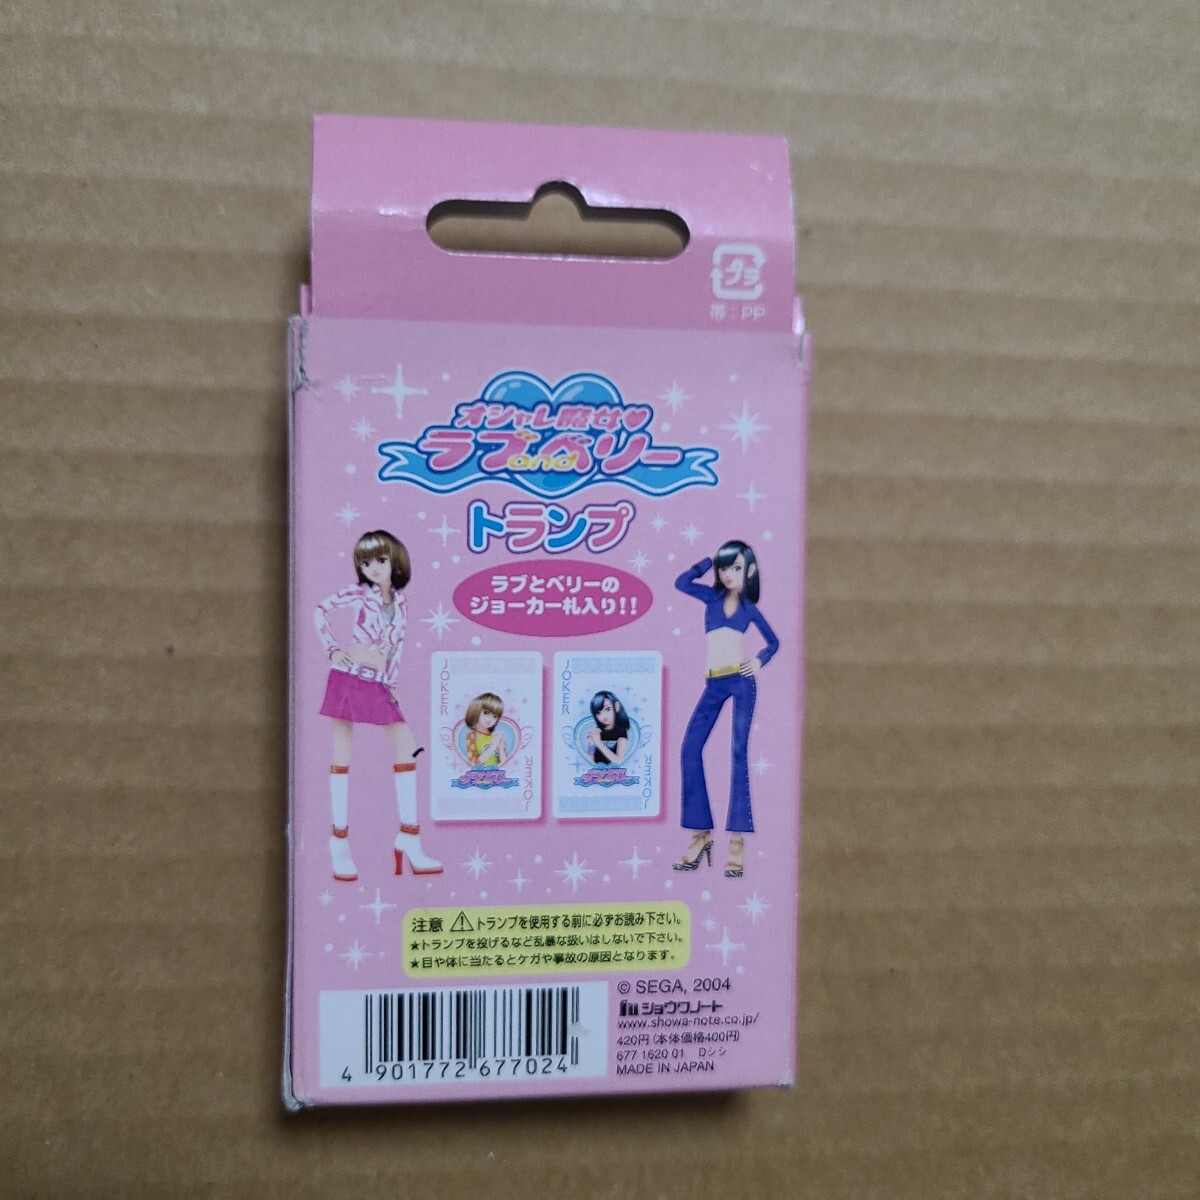 プラ
帯：PP
オシャレ魔女♥
ラブandベリー
トランプ
ラブとベリーの
ジョーカー札入り!!
JOKER
JOKER
JOKER
JOKER
注意 ⚠トランプを使用する前に必ずお読み下さい。
★トランプを投げるなど乱暴な扱いはしないで下さい。
★目や体に当たるとケガや事故の原因となります。
© SEGA, 2004
ショウワノート
www.showa-note.co.jp/
420円（本体価格400円）
677 1620 01 Dシシ
MADE IN JAPAN
4 901772 677024